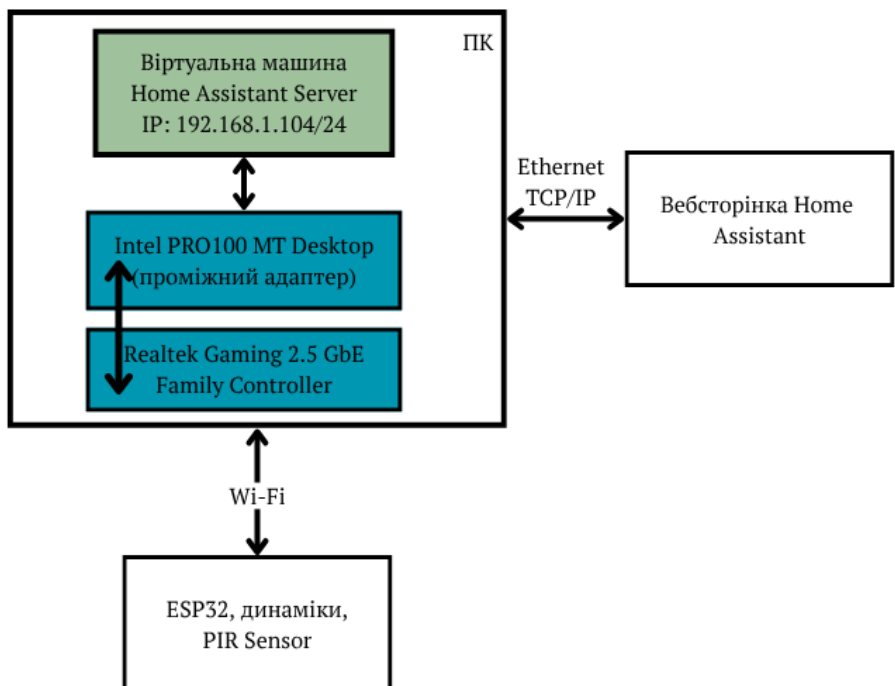 ПК
Віртуальна машина
Home Assistant Server
IP: 192.168.1.104/24
Intel PRO100 MT Desktop
(проміжний адаптер)
Realtek Gaming 2.5 GbE
Family Controller
Ethernet
TCP/IP
Вебсторінка Home
Assistant
Wi-Fi
ESP32, динаміки,
PIR Sensor